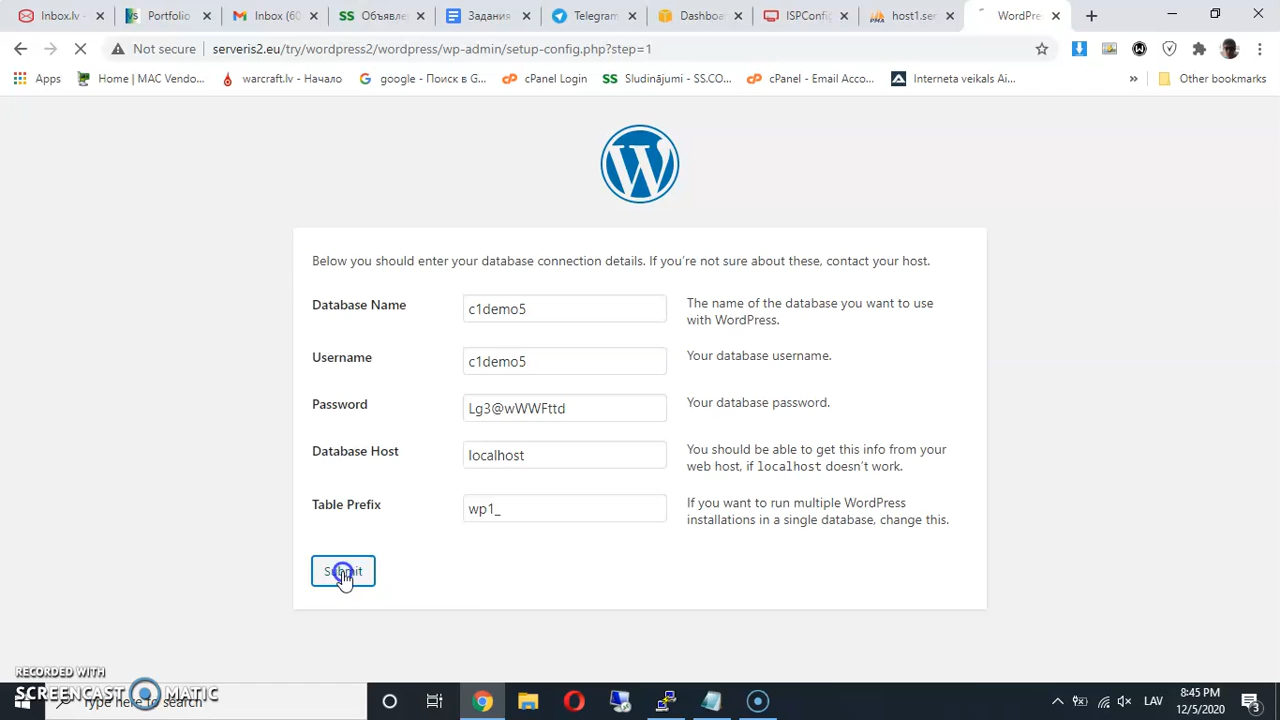 Inbox.lv -
Portfolio
Inbox (60
Объявле
Задания
Telegram
Dashboa
ISPConfig
host1.ser
WordPres
Not secure
serveris2.eu/try/wordpress2/wordpress/wp-admin/setup-config.php?step=1
Apps
Home | MAC Vendo...
warcraft.lv - Начало
google - Поиск в G...
cPanel Login
SS Sludinājumi - SS.CO...
cPanel - Email Acco...
Interneta veikals Ai...
»
Other bookmarks
Below you should enter your database connection details. If you’re not sure about these, contact your host.
Database Name
c1demo5
The name of the database you want to use
with WordPress.
Username
c1demo5
Your database username.
Password
Lg3@wWWFttd
Your database password.
Database Host
localhost
You should be able to get this info from your
web host, if localhost doesn’t work.
Table Prefix
wp1_
If you want to run multiple WordPress
installations in a single database, change this.
Submit
RECORDED WITH
SCREENCAST MATIC
Type here to search
LAV
8:45 PM
12/5/2020
3